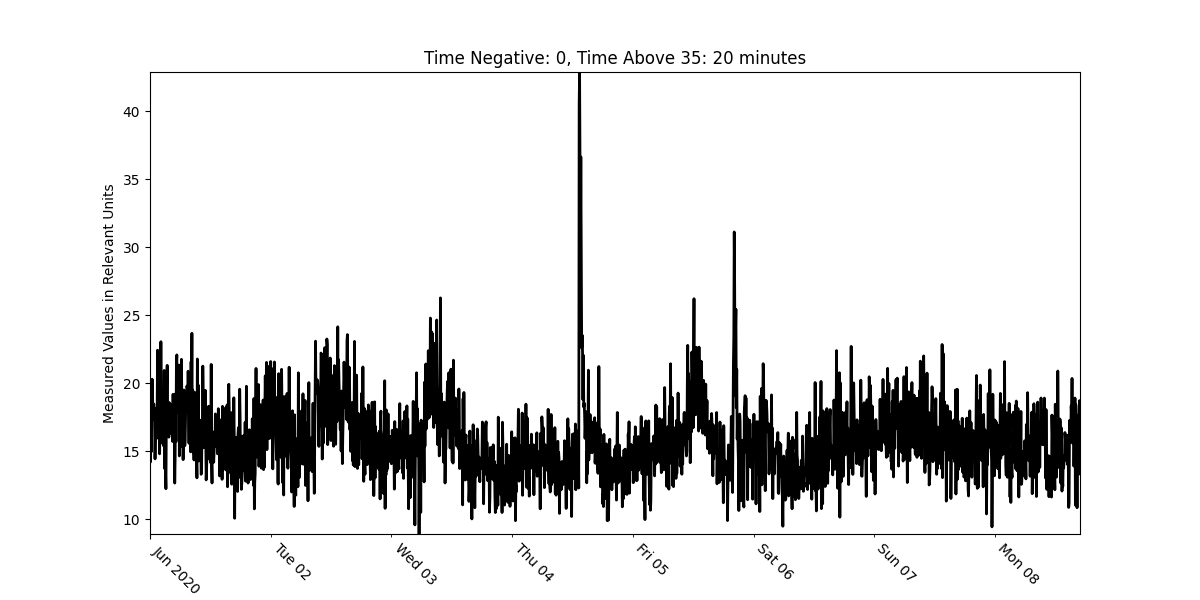 Time Negative: 0, Time Above 35: 20 minutes
Measured Values in Relevant Units
40
35
30
25
20
15
10
Jun 2020
Tue 02
Wed 03
Thu 04
Fri 05
Sat 06
Sun 07
Mon 08